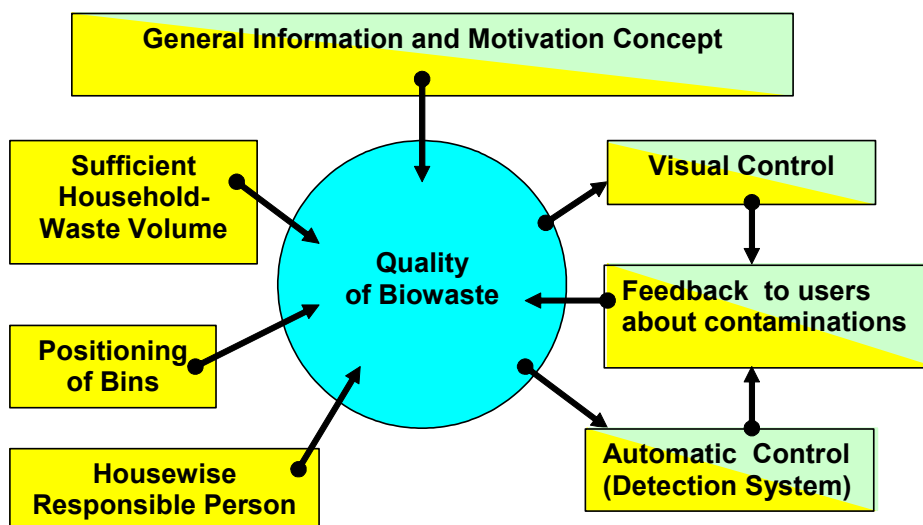 General Information and Motivation Concept
Sufficient
Household-
Waste Volume
Visual Control
Quality
of Biowaste
Feedback to users
about contaminations
Positioning
of Bins
Housewise
Responsible Person
Automatic Control
(Detection System)